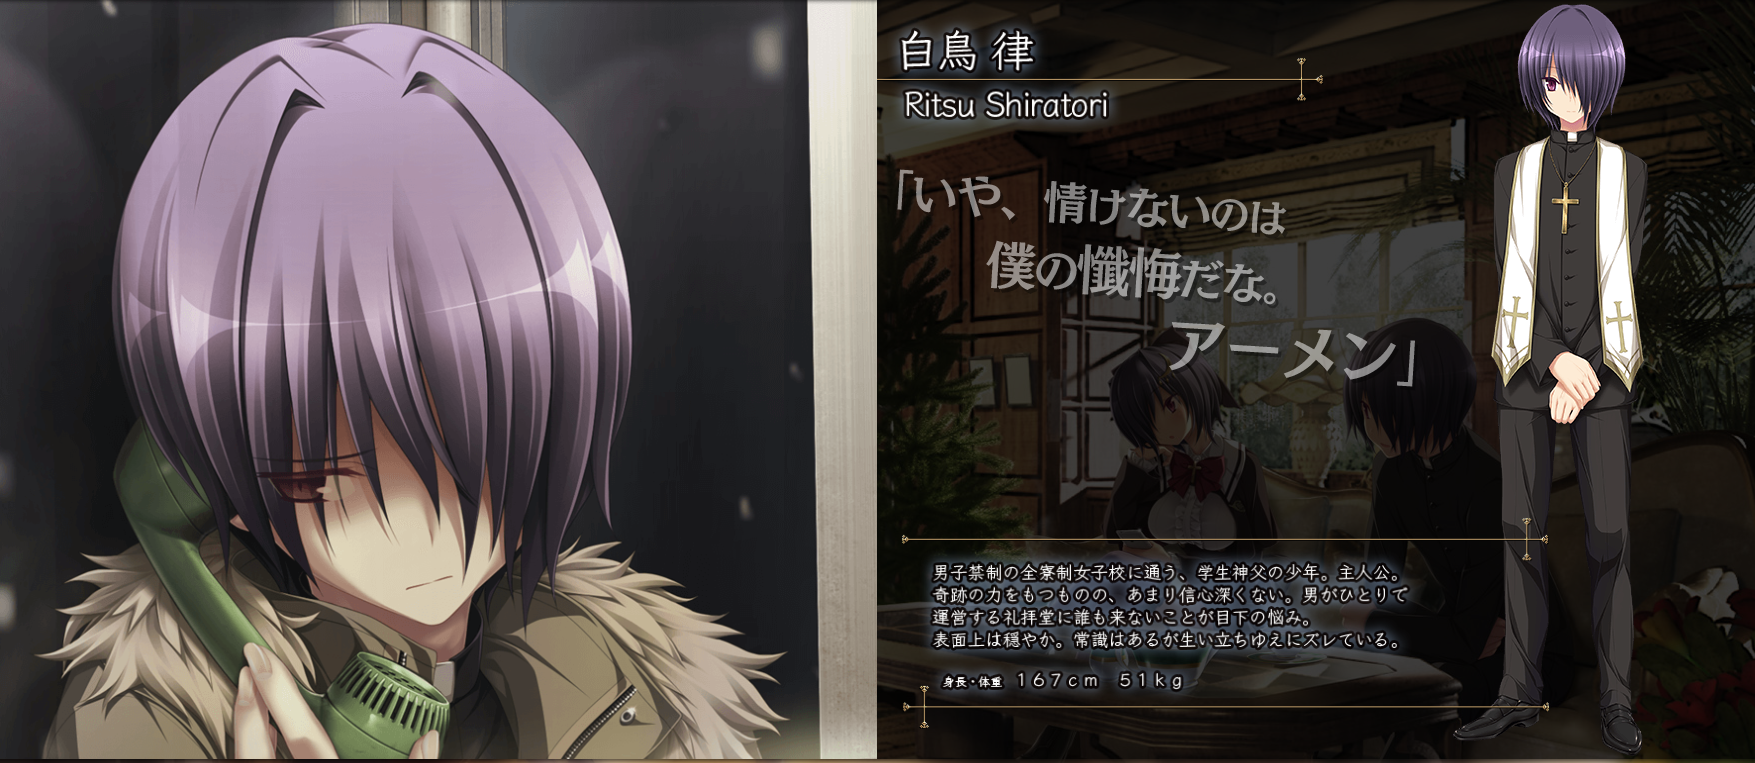 白鳥 律
Ritsu Shiratori
「いや、情けないのは
僕の懺悔だな。
アーメン」
男子禁制の全寮制女子校に通う、学生神父の少年。主人公。
奇跡の力をもつものの、あまり信心深くない。男がひとりで
運営する礼拝堂に誰も来ないことが目下の悩み。
表面上は穏やか。常識はあるが生い立ちゆえにズレている。
身長・体重 167cm 51kg